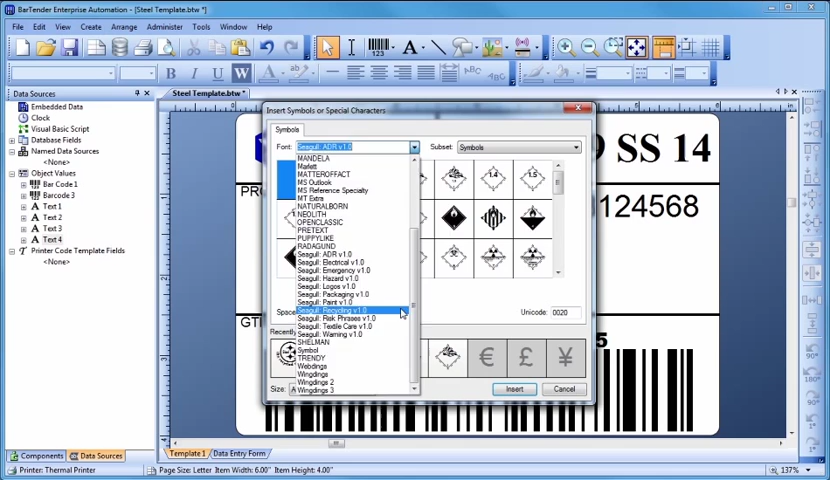 BarTender Enterprise Automation - [Steel Template.btw *]
File Edit View Create Arrange Administer Tools Window Help
Data Sources
Steel Template.btw *
Embedded Data
Clock
Visual Basic Script
Database Fields
Named Data Sources
<None>
Object Values
Bar Code 1
Barcode 3
Text 1
Text 2
Text 3
Text 4
Printer Code Template Fields
<None>
Insert Symbols or Special Characters
Symbols
Font: Seagull: ADR v1.0 Subset: Symbols
MANDELA
Marlett
MATTEROFFACT
MS Outlook
MS Reference Specialty
MT Extra
NATURALBORN
NEOLITH
OPENCLASSIC
PRETEXT
PUPPYLIKE
RADAGUND
Seagull: ADR v1.0
Seagull: Electrical v1.0
Seagull: Emergency v1.0
Seagull: Hazard v1.0
Seagull: Logos v1.0
Seagull: Packaging v1.0
Seagull: Paint v1.0
Seagull: Recycling v1.0
Seagull: Risk Phrases v1.0
Seagull: Textile Care v1.0
Seagull: Warning v1.0
SHELMAN
Symbol
TRENDY
Webdings
Wingdings
Wingdings 2
Wingdings 3
1.4 1.5
Space
Unicode: 0020
Recently
€ £ ¥
Size: A
Insert Cancel
9 SS 14
PRO
124568
GTI
5
Components Data Sources
Template 1 Data Entry Form
Printer: Thermal Printer Page Size: Letter Item Width: 6.00" Item Height: 4.00" 137%